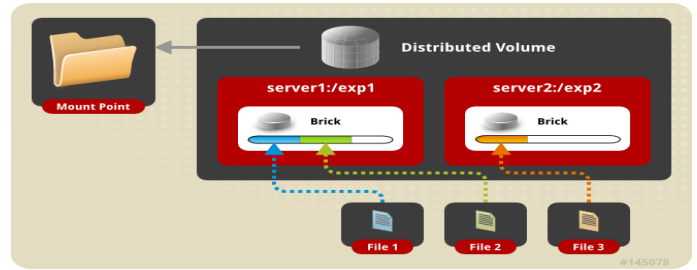 Distributed Volume
Mount Point
server1:/exp1
server2:/exp2
Brick
Brick
File 1
File 2
File 3
#145078